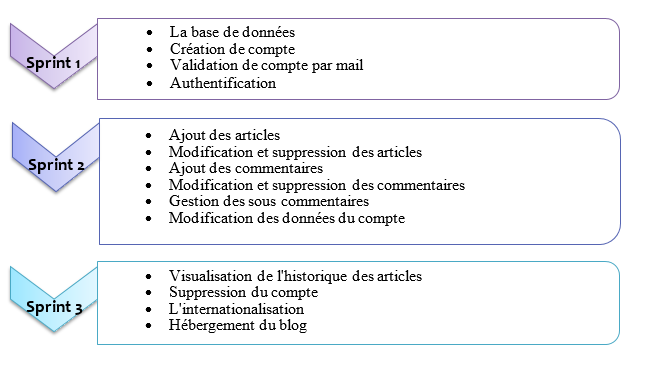 Sprint 1
• La base de données
• Création de compte
• Validation de compte par mail
• Authentification
Sprint 2
• Ajout des articles
• Modification et suppression des articles
• Ajout des commentaires
• Modification et suppression des commentaires
• Gestion des sous commentaires
• Modification des données du compte
Sprint 3
• Visualisation de l'historique des articles
• Suppression du compte
• L'internationalisation
• Hébergement du blog